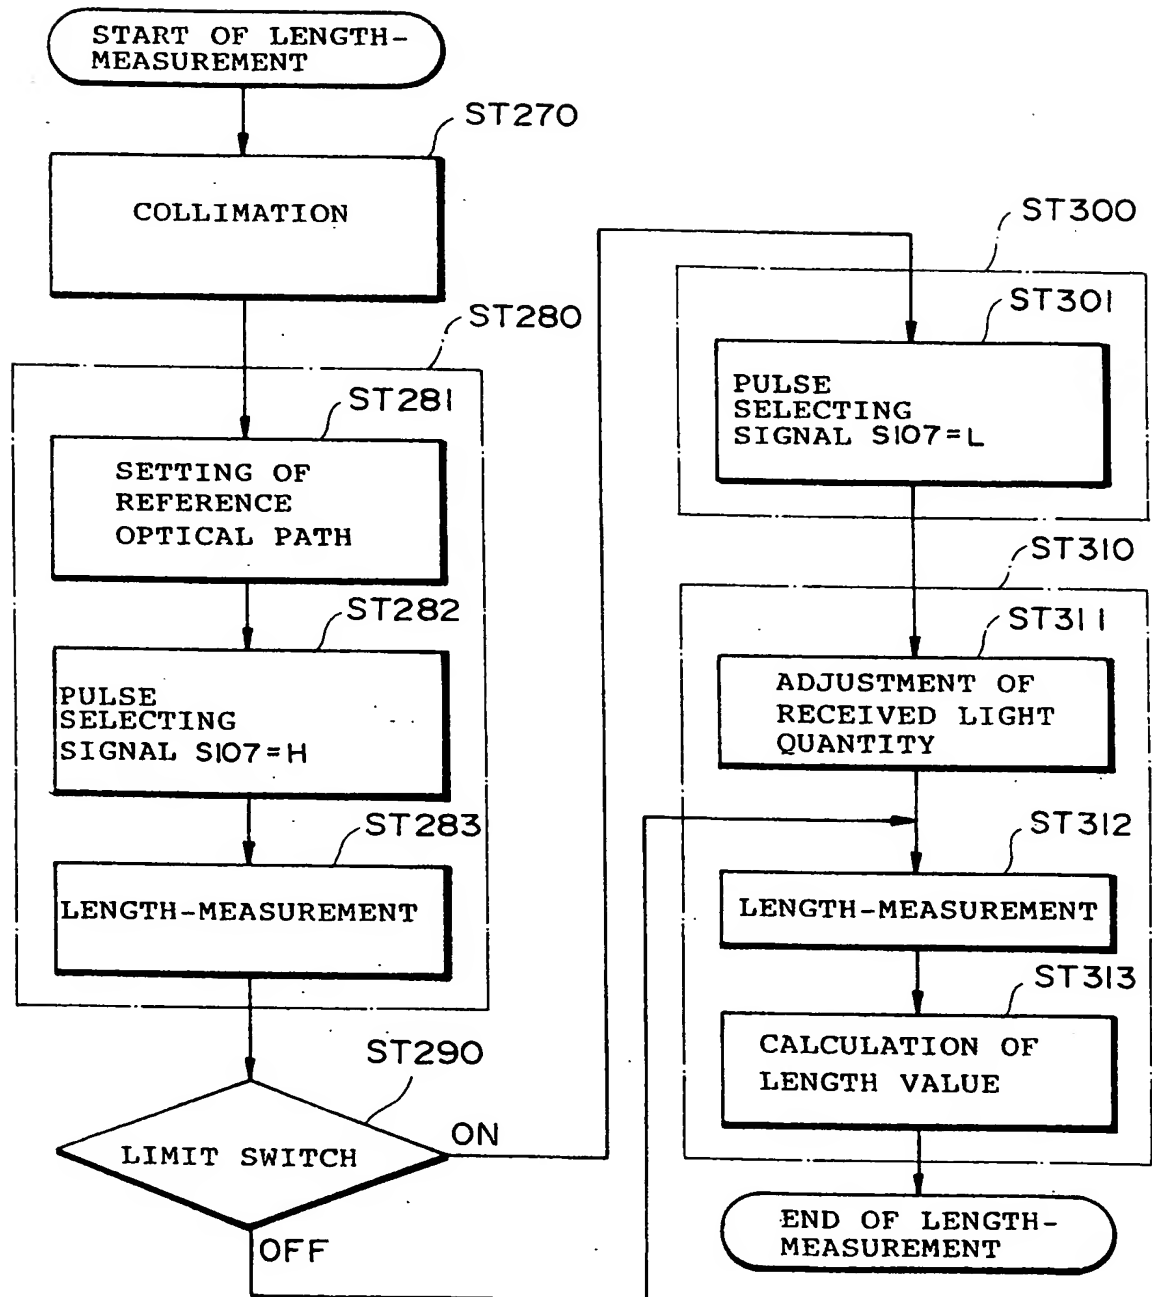 START OF LENGTH-
MEASUREMENT
ST270
COLLIMATION
ST280
ST281
SETTING OF
REFERENCE
OPTICAL PATH
ST282
PULSE
SELECTING
SIGNAL S107=H
ST283
LENGTH-MEASUREMENT
ST290
LIMIT SWITCH
ON
OFF
ST300
ST301
PULSE
SELECTING
SIGNAL S107=L
ST310
ST311
ADJUSTMENT OF
RECEIVED LIGHT
QUANTITY
ST312
LENGTH-MEASUREMENT
ST313
CALCULATION OF
LENGTH VALUE
END OF LENGTH-
MEASUREMENT